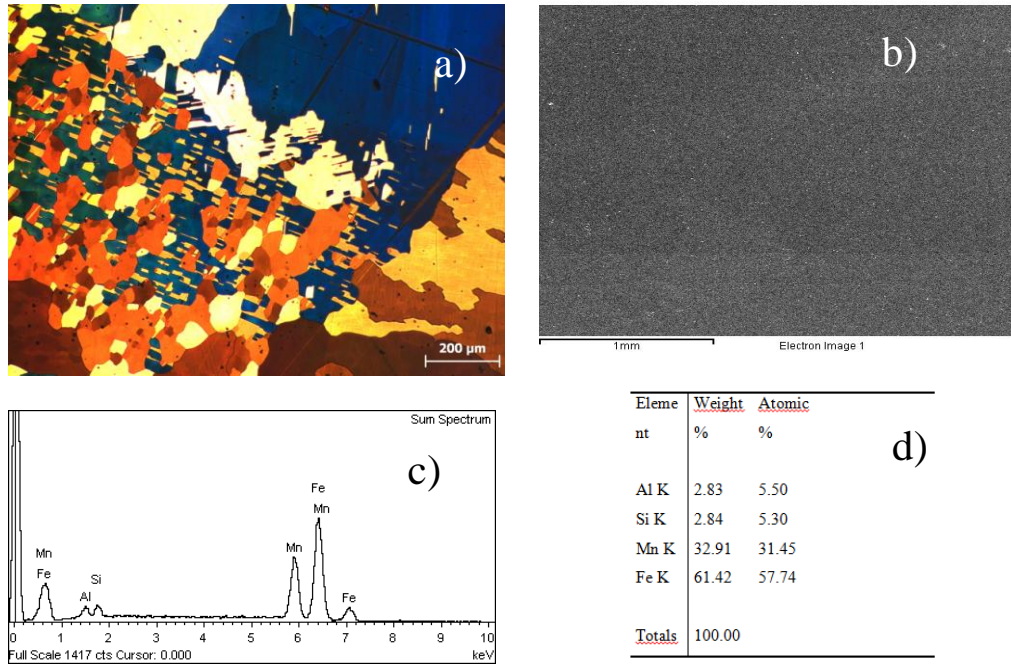 a)
200 µm
b)
1mm
Electron Image 1
Sum Spectrum
c)
Fe
Mn
Mn
Mn
Fe
Fe
Si
Al
0 1 2 3 4 5 6 7 8 9 10
Full Scale 1417 cts Cursor: 0.000 keV
d)
Eleme Weight Atomic
nt % %
Al K 2.83 5.50
Si K 2.84 5.30
Mn K 32.91 31.45
Fe K 61.42 57.74
Totals 100.00